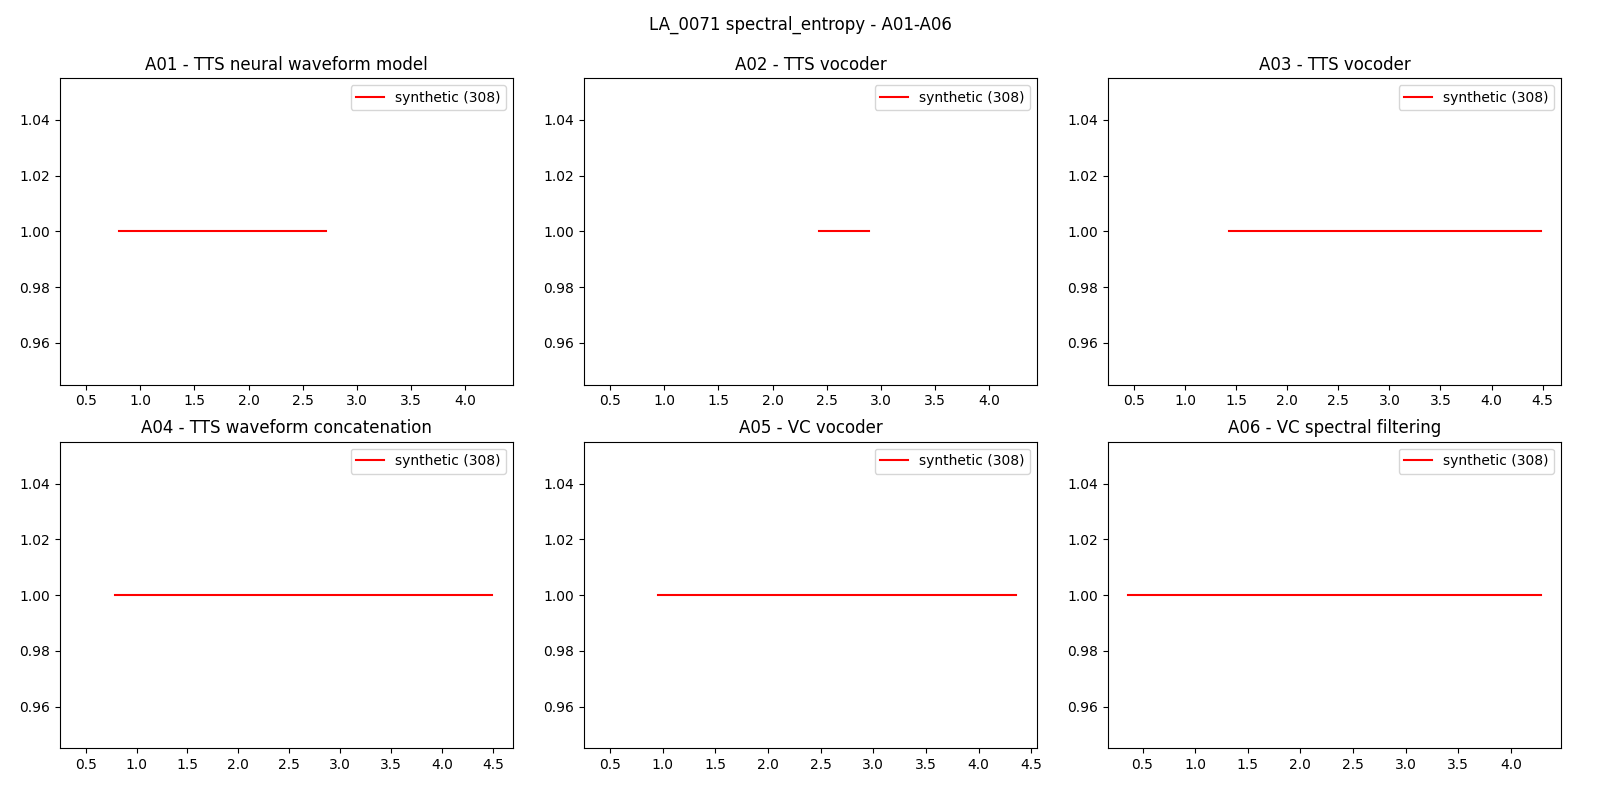 LA_0071 spectral_entropy - A01-A06
A01 - TTS neural waveform model
synthetic (308)
1.04
1.02
1.00
0.98
0.96
0.5 1.0 1.5 2.0 2.5 3.0 3.5 4.0
A02 - TTS vocoder
synthetic (308)
1.04
1.02
1.00
0.98
0.96
0.5 1.0 1.5 2.0 2.5 3.0 3.5 4.0
A03 - TTS vocoder
synthetic (308)
1.04
1.02
1.00
0.98
0.96
0.5 1.0 1.5 2.0 2.5 3.0 3.5 4.0 4.5
A04 - TTS waveform concatenation
synthetic (308)
1.04
1.02
1.00
0.98
0.96
0.5 1.0 1.5 2.0 2.5 3.0 3.5 4.0 4.5
A05 - VC vocoder
synthetic (308)
1.04
1.02
1.00
0.98
0.96
0.5 1.0 1.5 2.0 2.5 3.0 3.5 4.0 4.5
A06 - VC spectral filtering
synthetic (308)
1.04
1.02
1.00
0.98
0.96
0.5 1.0 1.5 2.0 2.5 3.0 3.5 4.0